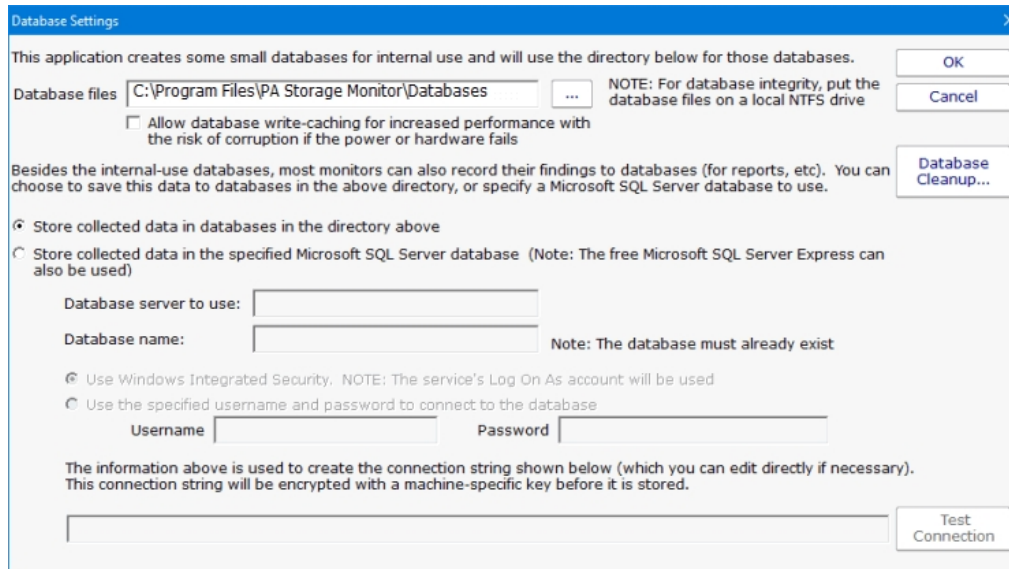 Database Settings
This application creates some small databases for internal use and will use the directory below for those databases.
OK
Database files C:\Program Files\PA Storage Monitor\Databases ... NOTE: For database integrity, put the
database files on a local NTFS drive
Cancel
Allow database write-caching for increased performance with
the risk of corruption if the power or hardware fails
Besides the internal-use databases, most monitors can also record their findings to databases (for reports, etc). You can
choose to save this data to databases in the above directory, or specify a Microsoft SQL Server database to use.
Database
Cleanup...
Store collected data in databases in the directory above
Store collected data in the specified Microsoft SQL Server database (Note: The free Microsoft SQL Server Express can
also be used)
Database server to use:
Database name:
Note: The database must already exist
Use Windows Integrated Security. NOTE: The service's Log On As account will be used
Use the specified username and password to connect to the database
Username
Password
The information above is used to create the connection string shown below (which you can edit directly if necessary).
This connection string will be encrypted with a machine-specific key before it is stored.
Test
Connection